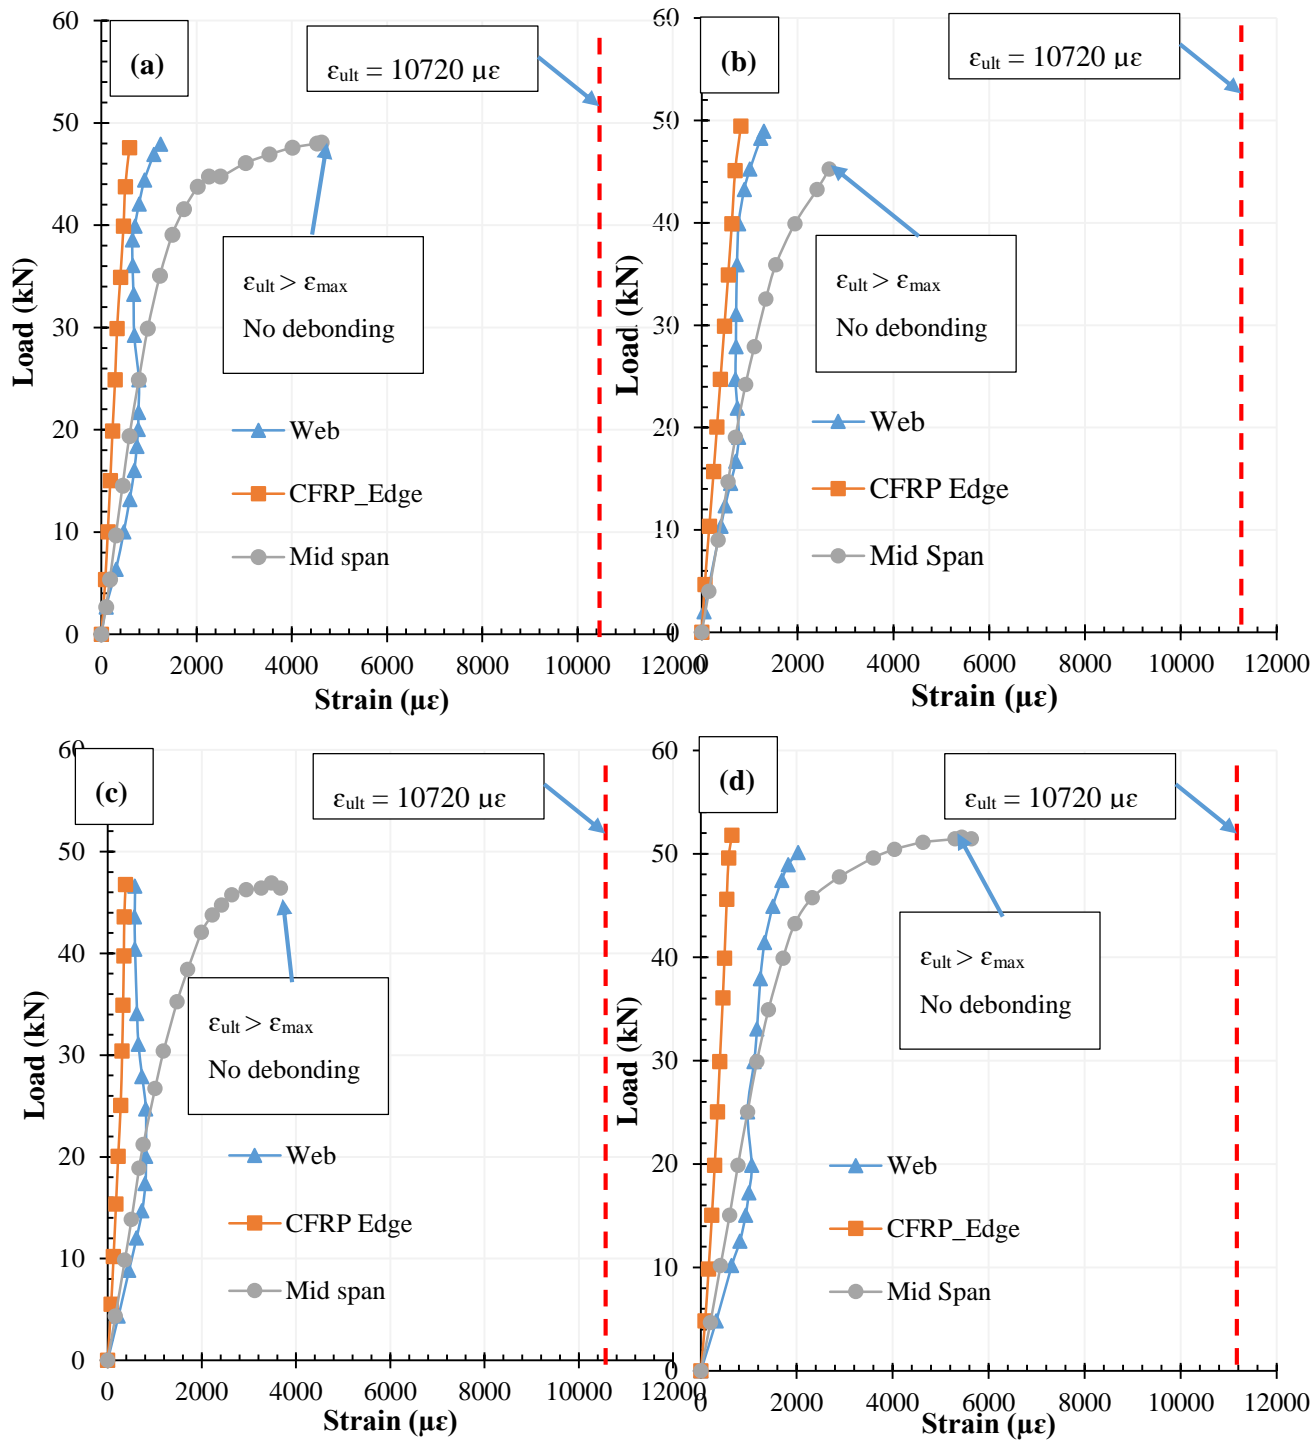 (a)
εult = 10720 με
εult > εmax
No debonding
Web
CFRP_Edge
Mid span
60
50
40
30
20
10
0
0 2000 4000 6000 8000 10000 12000
Load (kN)
Strain (με)
(b)
εult = 10720 με
εult > εmax
No debonding
Web
CFRP Edge
Mid Span
60
50
40
30
20
10
0
0 2000 4000 6000 8000 10000 12000
Load (kN)
Strain (με)
(c)
εult = 10720 με
εult > εmax
No debonding
Web
CFRP Edge
Mid span
60
50
40
30
20
10
0
0 2000 4000 6000 8000 10000 12000
Load (kN)
Strain (με)
(d)
εult = 10720 με
εult > εmax
No debonding
Web
CFRP_Edge
Mid Span
60
50
40
30
20
10
0
0 2000 4000 6000 8000 10000 12000
Load (kN)
Strain (με)